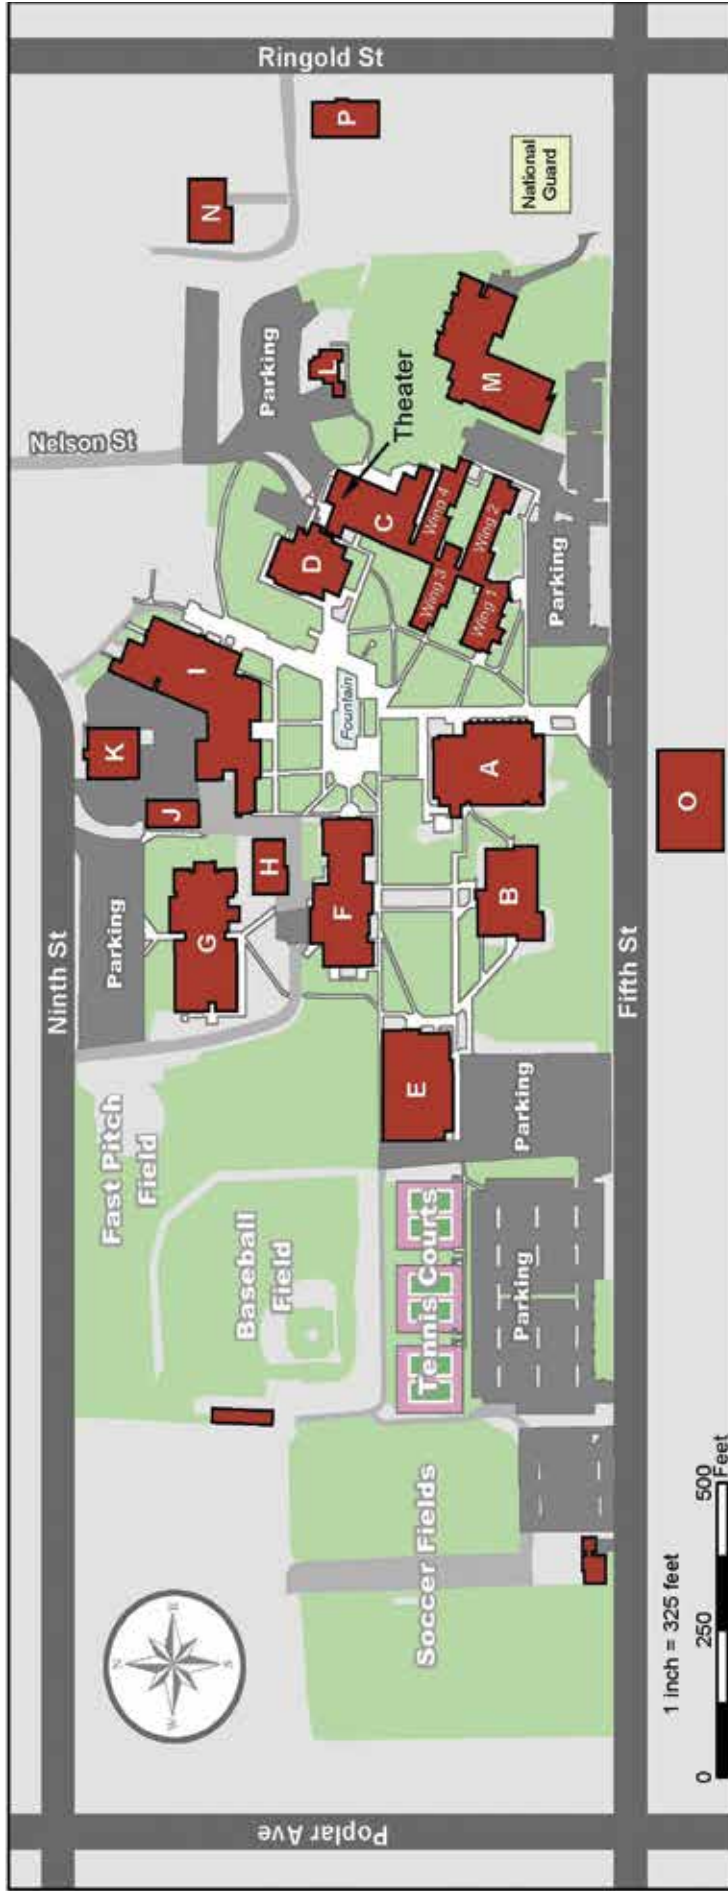 Ringold St
P
N
National
Guard
Parking
L
Nelson St
Theater
M
C
D
Wing 4
Wing 2
Wing 3
Wing 1
Parking
I
K
Fountain
J
A
O
H
F
B
G
Parking
Ninth St
Fifth St
E
Parking
Fast Pitch
Field
Baseball
Field
Tennis Courts
Parking
Soccer Fields
N
E
S
W
1 inch = 325 feet
0 250 500
Feet
Poplar Ave